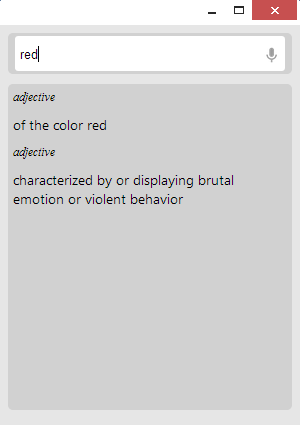 red
adjective
of the color red
adjective
characterized by or displaying brutal
emotion or violent behavior